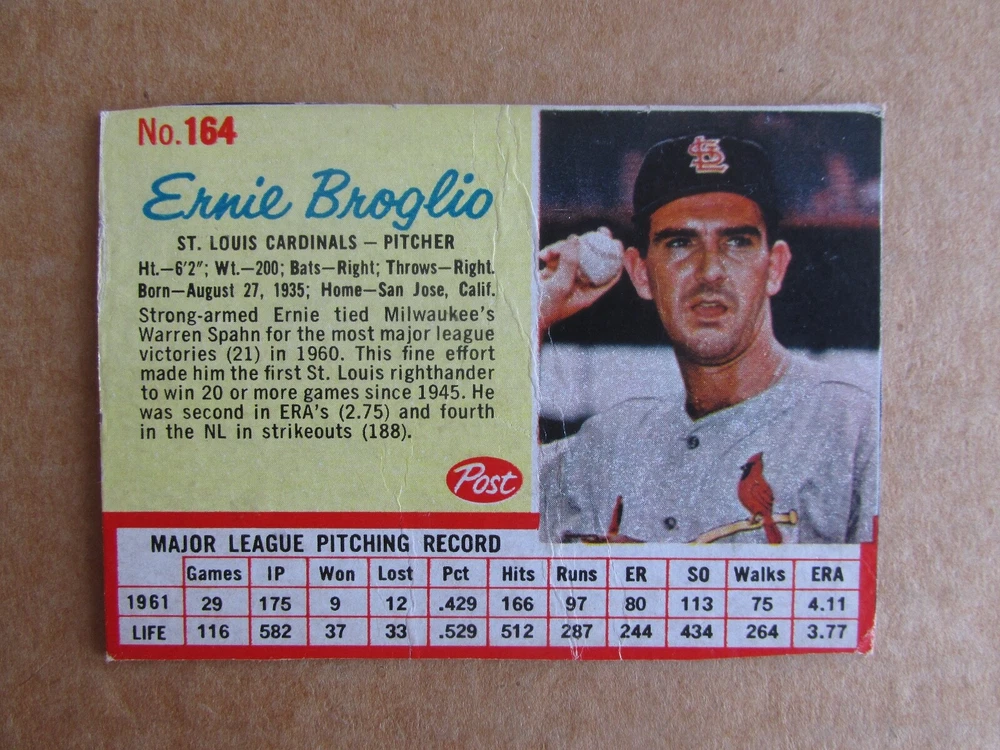 No.164
Ernie Broglio
ST. LOUIS CARDINALS — PITCHER
Ht.—6'2"; Wt.—200; Bats—Right; Throws—Right.
Born—August 27, 1935; Home—San Jose, Calif.
Strong-armed Ernie tied Milwaukee's
Warren Spahn for the most major league
victories (21) in 1960. This fine effort
made him the first St. Louis righthander
to win 20 or more games since 1945. He
was second in ERA's (2.75) and fourth
in the NL in strikeouts (188).
Post
StL
MAJOR LEAGUE PITCHING RECORD
Games IP Won Lost Pct Hits Runs ER SO Walks ERA
1961 29 175 9 12 .429 166 97 80 113 75 4.11
LIFE 116 582 37 33 .529 512 287 244 434 264 3.77